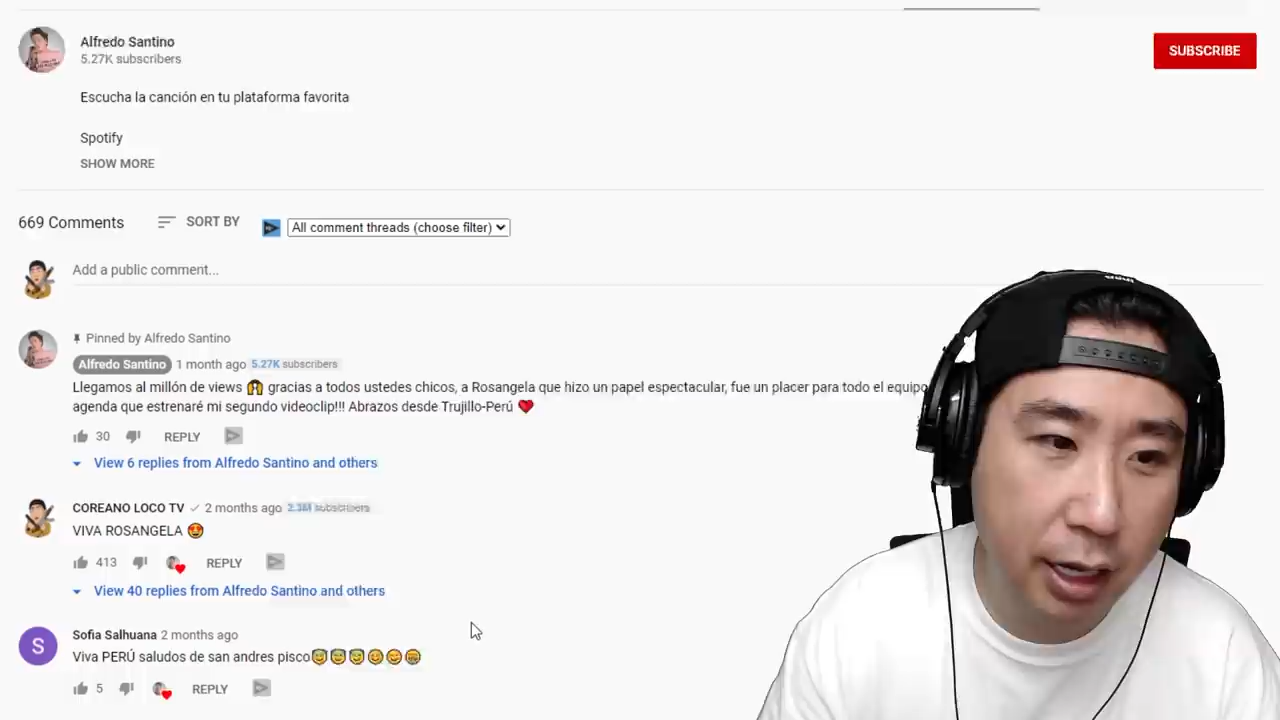 Alfredo Santino
5.27K subscribers
SUBSCRIBE
Escucha la canción en tu plataforma favorita
Spotify
SHOW MORE
669 Comments
SORT BY
All comment threads (choose filter)
Add a public comment...
Pinned by Alfredo Santino
Alfredo Santino 1 month ago 5.27K subscribers
Llegamos al millón de views 😱 gracias a todos ustedes chicos, a Rosangela que hizo un papel espectacular, fue un placer para todo el equipo
agenda que estrenaré mi segundo videoclip!!! Abrazos desde Trujillo-Perú ❤️
30 REPLY
View 6 replies from Alfredo Santino and others
COREANO LOCO TV 2 months ago 2.3M subscribers
VIVA ROSANGELA 😍
413 REPLY
View 40 replies from Alfredo Santino and others
S
Sofia Salhuana 2 months ago
Viva PERÚ saludos de san andres pisco😇😇😇😊😄😁
5 REPLY